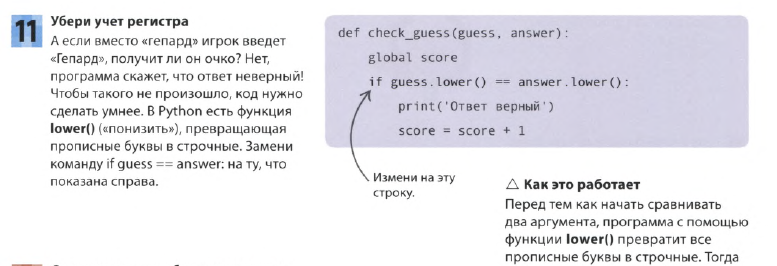 11
Убери учет регистра
А если вместо «гепард» игрок введет
«Гепард», получит ли он очко? Нет,
программа скажет, что ответ неверный!
Чтобы такого не произошло, код нужно
сделать умнее. В Python есть функция
lower() («понизить»), превращающая
прописные буквы в строчные. Замени
команду if guess == answer: на ту, что
показана справа.
def check_guess(guess, answer):
global score
if guess.lower() == answer.lower():
print('Ответ верный')
score = score + 1
Измени на эту
строку.
△ Как это работает
Перед тем как начать сравнивать
два аргумента, программа с помощью
функции lower() превратит все
прописные буквы в строчные. Тогда